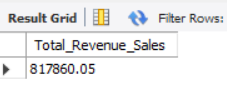 Result Grid Filter Rows:
Total_Revenue_Sales
817860.05